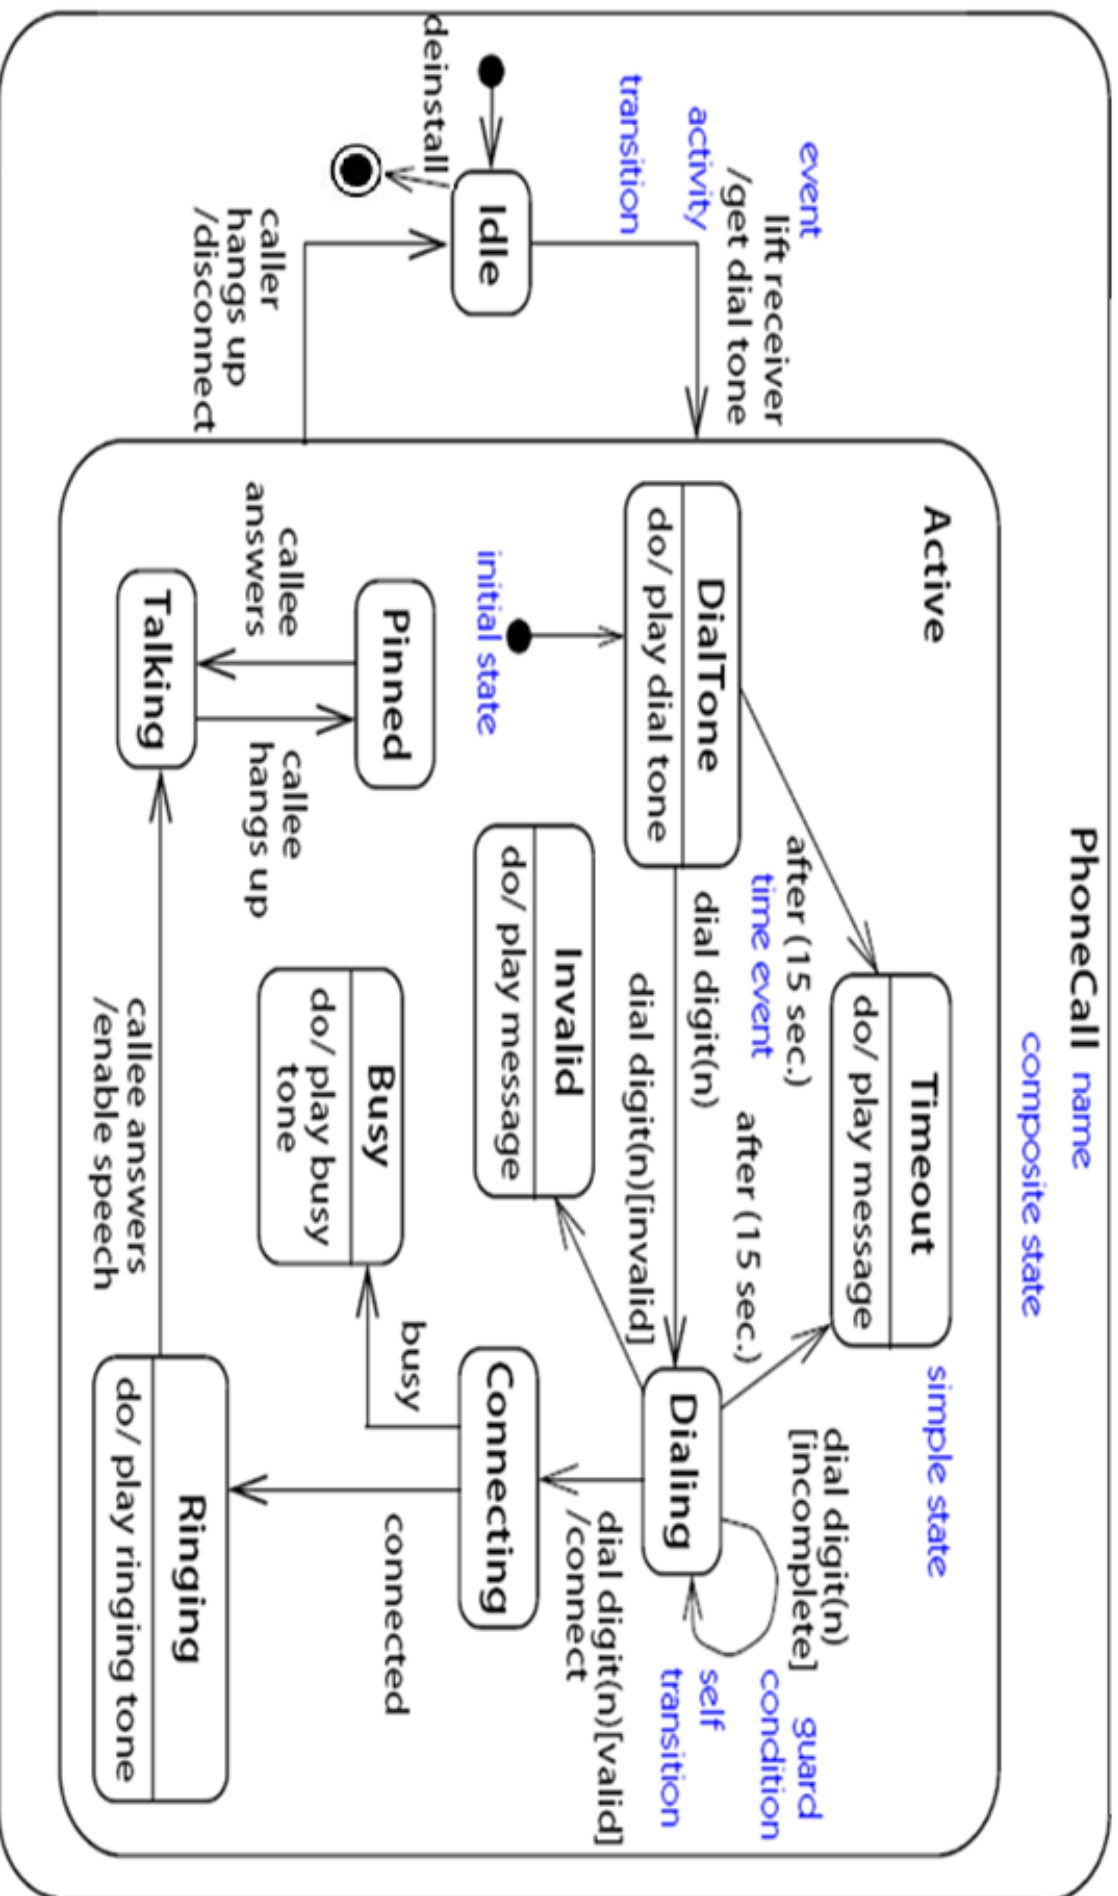 PhoneCall name
composite state
Active
event
lift receiver
/get dial tone
activity
transition
deinstall
Idle
caller
hangs up
/disconnect
DialTone
do/ play dial tone
initial state
after (15 sec.)
time event
Timeout
do/ play message
simple state
dial digit(n)
after (15 sec.)
dial digit(n)
[incomplete]
guard
condition
self
transition
Dialing
dial digit(n)[invalid]
Invalid
do/ play message
dial digit(n)[valid]
/connect
Connecting
busy
Busy
do/ play busy
tone
connected
Pinned
callee
answers
callee
hangs up
Talking
callee answers
/enable speech
Ringing
do/ play ringing tone